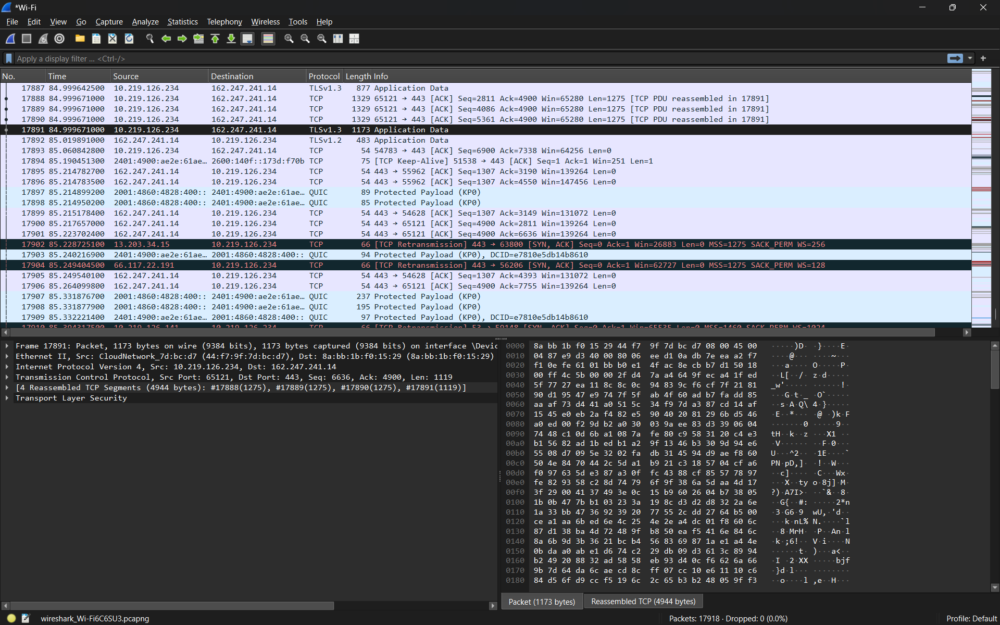 *Wi-Fi
File Edit View Go Capture Analyze Statistics Telephony Wireless Tools Help
Apply a display filter ... <Ctrl-/>
No. Time Source Destination Protocol Length Info
17887 84.999642500 10.219.126.234 162.247.241.14 TLSv1.3 877 Application Data
17888 84.999671000 10.219.126.234 162.247.241.14 TCP 1329 65121 → 443 [ACK] Seq=2811 Ack=4900 Win=65280 Len=1275 [TCP PDU reassembled in 17891]
17889 84.999671000 10.219.126.234 162.247.241.14 TCP 1329 65121 → 443 [ACK] Seq=4086 Ack=4900 Win=65280 Len=1275 [TCP PDU reassembled in 17891]
17890 84.999671000 10.219.126.234 162.247.241.14 TCP 1329 65121 → 443 [ACK] Seq=5361 Ack=4900 Win=65280 Len=1275 [TCP PDU reassembled in 17891]
17891 84.999671000 10.219.126.234 162.247.241.14 TLSv1.3 1173 Application Data
17892 85.019891000 162.247.241.14 10.219.126.234 TLSv1.2 483 Application Data
17893 85.060842800 10.219.126.234 162.247.241.14 TCP 54 54783 → 443 [ACK] Seq=6900 Ack=7338 Win=64256 Len=0
17894 85.190451300 2401:4900:ae2e:61ae… 2600:140f::173d:f70b TCP 75 [TCP Keep-Alive] 51538 → 443 [ACK] Seq=1 Ack=1 Win=251 Len=1
17895 85.214782700 162.247.241.14 10.219.126.234 TCP 54 443 → 55962 [ACK] Seq=1307 Ack=3190 Win=139264 Len=0
17896 85.214783500 162.247.241.14 10.219.126.234 TCP 54 443 → 55962 [ACK] Seq=1307 Ack=4550 Win=147456 Len=0
17897 85.214899200 2001:4860:4828:400:: 2401:4900:ae2e:61ae… QUIC 89 Protected Payload (KP0)
17898 85.214950200 2001:4860:4828:400:: 2401:4900:ae2e:61ae… QUIC 85 Protected Payload (KP0)
17899 85.215178400 162.247.241.14 10.219.126.234 TCP 54 443 → 54628 [ACK] Seq=1307 Ack=3149 Win=131072 Len=0
17900 85.217657000 162.247.241.14 10.219.126.234 TCP 54 443 → 65121 [ACK] Seq=4900 Ack=2811 Win=139264 Len=0
17901 85.223702400 162.247.241.14 10.219.126.234 TCP 54 443 → 65121 [ACK] Seq=4900 Ack=6636 Win=139264 Len=0
17902 85.228725100 13.203.34.15 10.219.126.234 TCP 66 [TCP Retransmission] 443 → 63800 [SYN, ACK] Seq=0 Ack=1 Win=26883 Len=0 MSS=1275 SACK_PERM WS=256
17903 85.240216900 2401:4900:ae2e:61ae… 2001:4860:4828:400:: QUIC 94 Protected Payload (KP0), DCID=e7810e5db14b8610
17904 85.249404500 66.117.22.191 10.219.126.234 TCP 66 [TCP Retransmission] 443 → 56206 [SYN, ACK] Seq=0 Ack=1 Win=62727 Len=0 MSS=1275 SACK_PERM WS=128
17905 85.249540100 162.247.241.14 10.219.126.234 TCP 54 443 → 54628 [ACK] Seq=1307 Ack=4393 Win=131072 Len=0
17906 85.264099800 162.247.241.14 10.219.126.234 TCP 54 443 → 65121 [ACK] Seq=4900 Ack=7755 Win=139264 Len=0
17907 85.331876700 2001:4860:4828:400:: 2401:4900:ae2e:61ae… QUIC 237 Protected Payload (KP0)
17908 85.331877900 2001:4860:4828:400:: 2401:4900:ae2e:61ae… QUIC 195 Protected Payload (KP0)
17909 85.332221400 2401:4900:ae2e:61ae… 2001:4860:4828:400:: QUIC 97 Protected Payload (KP0), DCID=e7810e5db14b8610
Frame 17891: Packet, 1173 bytes on wire (9384 bits), 1173 bytes captured (9384 bits) on interface \Devic
Ethernet II, Src: CloudNetwork_7d:bc:d7 (44:f7:9f:7d:bc:d7), Dst: 8a:bb:1b:f0:15:29 (8a:bb:1b:f0:15:29)
Internet Protocol Version 4, Src: 10.219.126.234, Dst: 162.247.241.14
Transmission Control Protocol, Src Port: 65121, Dst Port: 443, Seq: 6636, Ack: 4900, Len: 1119
[4 Reassembled TCP Segments (4944 bytes): #17888(1275), #17889(1275), #17890(1275), #17891(1119)]
Transport Layer Security
0000 8a bb 1b f0 15 29 44 f7 9f 7d bc d7 08 00 45 00 ·····)D· ·}····E·
0010 04 87 e9 d3 40 00 80 06 ee d1 0a db 7e ea a2 f7 ····@··· ····~···
0020 f1 0e fe 61 01 bb b0 e1 4f ac 8e cb b7 d1 50 18 ···a···· O·····P·
0030 00 ff 4c 5b 00 00 2f d4 7a a4 64 9f ec a4 1f ed ··L[··/· z·d·····
0040 5f 77 27 ea 11 8c 8c 0c 94 83 9c f6 cf 7f 21 81 _w'····· ······!·
0050 90 d1 95 47 e9 74 7f 5f ab 4f 60 ad b7 fa dd 85 ···G·t·_ ·O`·····
0060 aa af 73 d4 41 a0 51 5c 34 f9 7d a3 87 cd 14 af ··s·A·Q\ 4·}·····
0070 15 45 e0 eb 2a f4 82 e5 90 40 20 81 29 6b d5 46 ·E··*··· ·@ ·)k·F
0080 a0 ed 00 f2 9d b2 a0 30 03 9a ee 83 d3 39 06 04 ·······0 ·····9··
0090 74 48 c1 0d 6b a1 08 7a fe 80 c9 58 31 20 c4 e3 tH··k··z ···X1 ··
00a0 b1 56 82 ad 1b ed b1 a2 9f 13 46 b3 30 9d 94 e6 ·V······ ··F·0···
00b0 55 08 d7 09 5e 32 02 fa db 31 45 94 d9 ae f8 60 U···^2·· ·1E····`
00c0 50 4e 84 70 44 2c 5d a1 b9 21 c3 18 57 04 cf a6 PN·pD,]· ·!··W···
00d0 f0 97 63 5d e3 87 a3 0f fc 43 88 cf 85 57 78 97 ··c]···· ·C···Wx·
00e0 fe 82 93 58 c2 8d 74 79 6f 9f 38 6a 5d aa 4d 17 ···X··ty o·8j]·M·
00f0 3f 29 00 41 37 49 3e 0c 15 b9 60 26 04 b7 38 05 ?)·A7I>· ··`&··8·
0100 1b 0b 47 7b b1 03 23 3a 19 8c d3 d2 d8 32 2a 6e ··G{··#: ·····2*n
0110 1a 33 bb 47 36 92 39 20 77 55 2c dd 27 64 b5 00 ·3·G6·9 wU,·'d··
0120 ce a1 aa 6b ed 6e 4c 25 4e 2e a4 dc 01 f8 60 6c ···k·nL% N.····`l
0130 87 d1 38 ba 4d 72 48 9f b8 50 ea f5 41 6e 84 6c ··8·MrH· ·P··An·l
0140 8a 6b 9d 3b 36 21 bc b4 56 83 69 87 1a e1 a4 4e ·k·;6!·· V·i····N
0150 0b da a0 ab e1 d6 74 c2 29 db 09 d3 61 3c 89 94 ······t· )···a<··
0160 b2 49 20 88 32 ad 58 58 eb 93 d4 0c f6 62 6a 66 ·I ·2·XX ·····bjf
0170 9b 7d 64 da 6c ae cd 8c ff 07 cc 10 e6 11 10 c6 ·}d·l··· ········
0180 84 d5 6f d9 cc f5 19 6c 2c 65 b3 b2 48 05 9f f3 ··o····l ,e··H···
Packet (1173 bytes) Reassembled TCP (4944 bytes)
wireshark_Wi-Fi6C6SU3.pcapng Packets: 17918 · Dropped: 0 (0.0%) Profile: Default